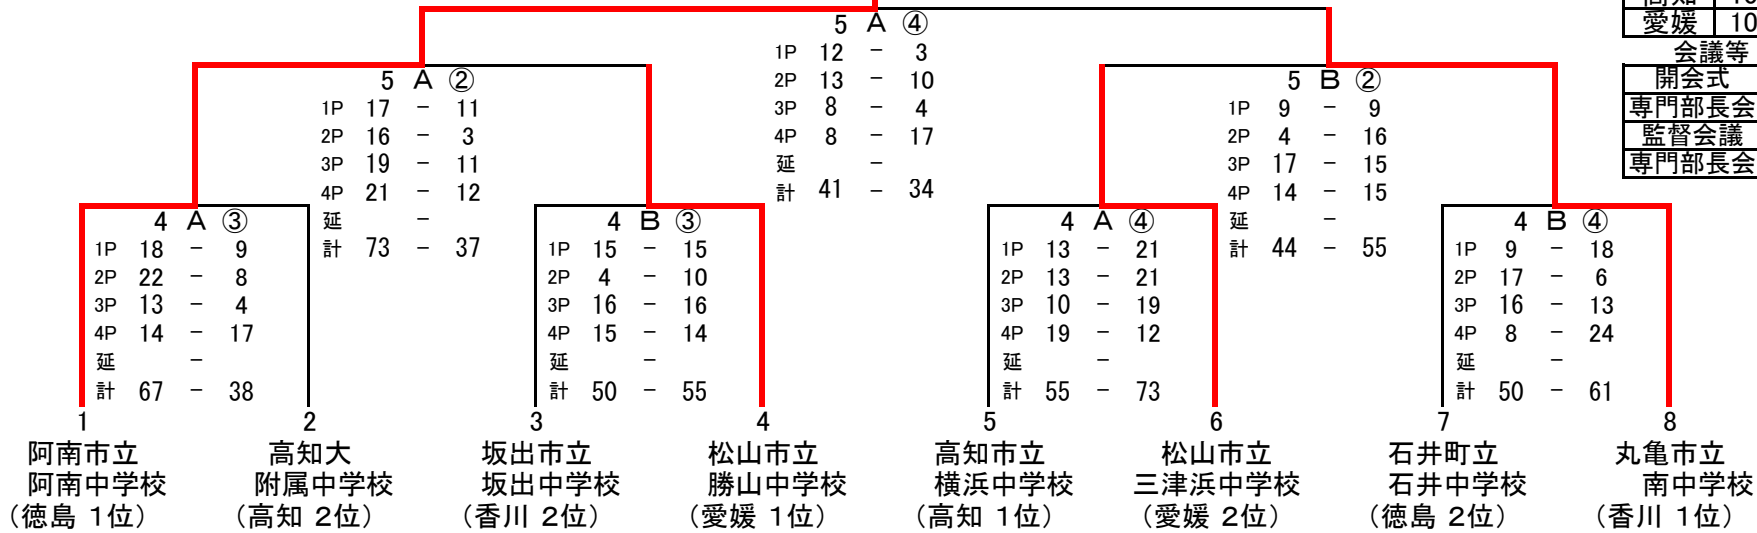 愛媛 10
会議等
開会式
専門部長会
監督会議
専門部長会
5 A ④
1P 12 - 3
2P 13 - 10
3P 8 - 4
4P 8 - 17
延 -
計 41 - 34
5 A ②
1P 17 - 11
2P 16 - 3
3P 19 - 11
4P 21 - 12
延 -
計 73 - 37
5 B ②
1P 9 - 9
2P 4 - 16
3P 17 - 15
4P 14 - 15
延 -
計 44 - 55
4 A ③
1P 18 - 9
2P 22 - 8
3P 13 - 4
4P 14 - 17
延 -
計 67 - 38
4 B ③
1P 15 - 15
2P 4 - 10
3P 16 - 16
4P 15 - 14
延 -
計 50 - 55
4 A ④
1P 13 - 21
2P 13 - 21
3P 10 - 19
4P 19 - 12
延 -
計 55 - 73
4 B ④
1P 9 - 18
2P 17 - 6
3P 16 - 13
4P 8 - 24
延 -
計 50 - 61
1
阿南市立
阿南中学校
（徳島 1位）
2
高知大
附属中学校
（高知 2位）
3
坂出市立
坂出中学校
（香川 2位）
4
松山市立
勝山中学校
（愛媛 1位）
5
高知市立
横浜中学校
（高知 1位）
6
松山市立
三津浜中学校
（愛媛 2位）
7
石井町立
石井中学校
（徳島 2位）
8
丸亀市立
南中学校
（香川 1位）